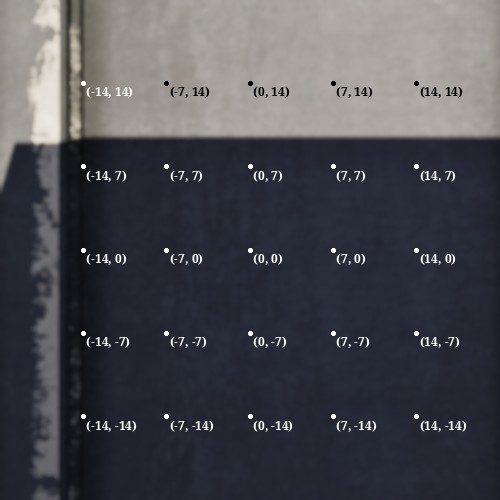 (-14, 14) (-7, 14) (0, 14) (7, 14) (14, 14)
(-14, 7) (-7, 7) (0, 7) (7, 7) (14, 7)
(-14, 0) (-7, 0) (0, 0) (7, 0) (14, 0)
(-14, -7) (-7, -7) (0, -7) (7, -7) (14, -7)
(-14, -14) (-7, -14) (0, -14) (7, -14) (14, -14)